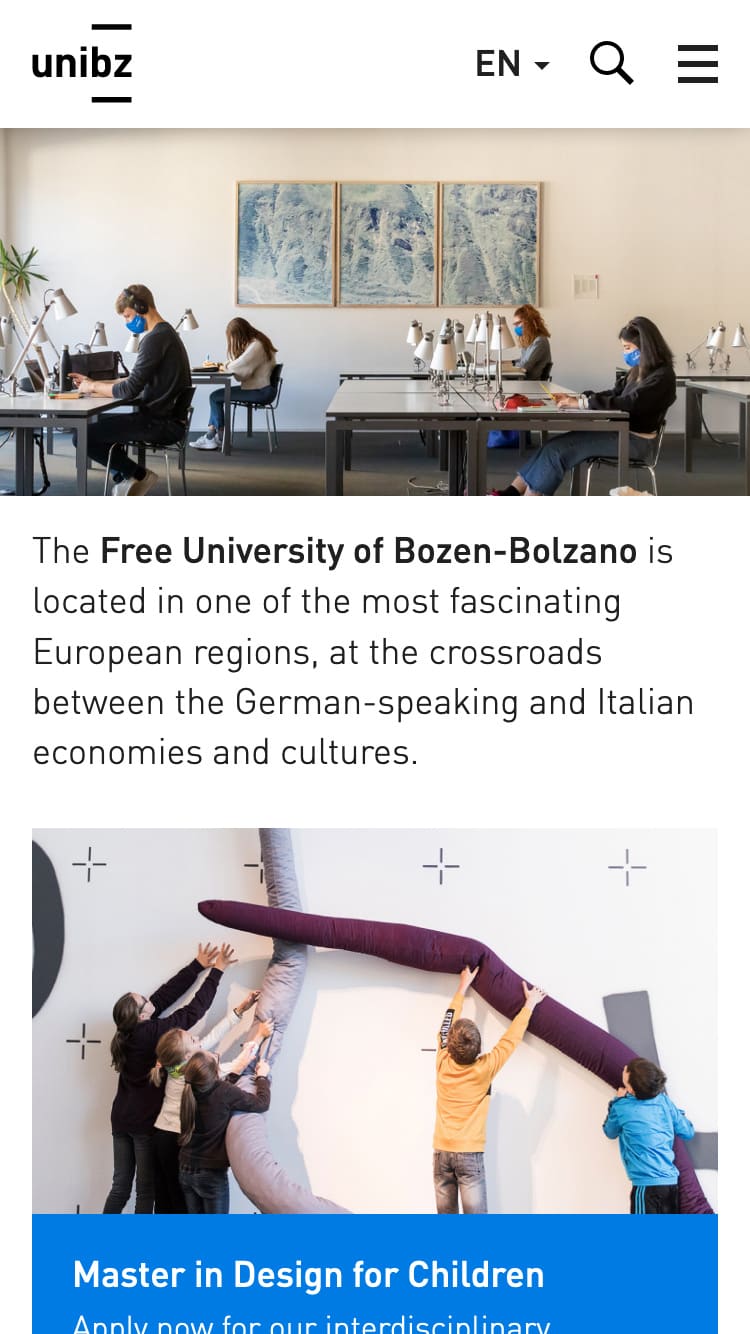 unibz
EN
The Free University of Bozen-Bolzano is
located in one of the most fascinating
European regions, at the crossroads
between the German-speaking and Italian
economies and cultures.
Master in Design for Children
Apply now for our interdisciplinary